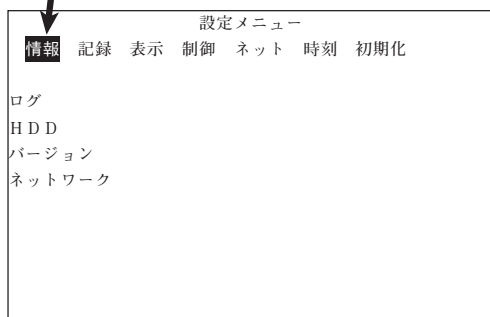 設定メニュー
情報 記録 表示 制御 ネット 時刻 初期化
ログ
ＨＤＤ
バージョン
ネットワーク